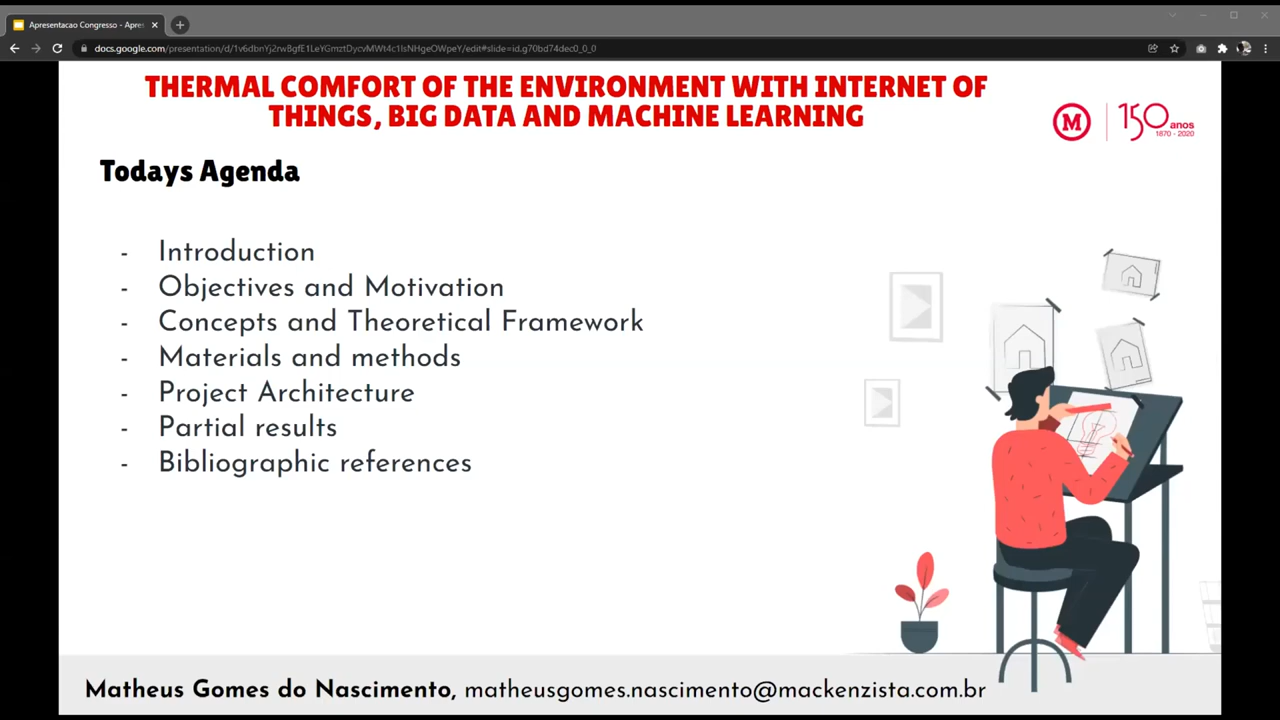 Apresentacao Congresso - Apre
docs.google.com/presentation/d/1v6dbnYj2rwBgfE1LeYGmztDycvMWt4c1IsNHgeOWpeY/edit#slide=id.g70bd74dec0_0_0
THERMAL COMFORT OF THE ENVIRONMENT WITH INTERNET OF
THINGS, BIG DATA AND MACHINE LEARNING
M
150 anos
1870 - 2020
Todays Agenda
- Introduction
- Objectives and Motivation
- Concepts and Theoretical Framework
- Materials and methods
- Project Architecture
- Partial results
- Bibliographic references
Matheus Gomes do Nascimento, matheusgomes.nascimento@mackenzista.com.br